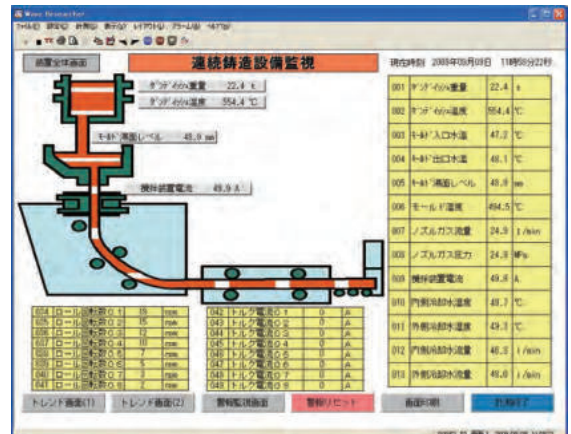 Wave Researcher
装置全体画面
連続鋳造設備監視
現在時刻 2009年09月09日 11時58分22秒
ﾀﾝﾃﾞｨｯｼｭ重量 22.4 t
ﾀﾝﾃﾞｨｯｼｭ温度 554.4 ℃
ﾓｰﾙﾄﾞ湯面レベル 48.9 mm
攪拌装置電流 49.9 A
001 ﾀﾝﾃﾞｨｯｼｭ重量 22.4 t
002 ﾀﾝﾃﾞｨｯｼｭ温度 554.4 ℃
003 ﾓｰﾙﾄﾞ入口水温 47.2 ℃
004 ﾓｰﾙﾄﾞ出口水温 48.1 ℃
005 ﾓｰﾙﾄﾞ湯面レベル 48.9 mm
006 モールド温度 494.5 ℃
007 ノズルガス流量 24.9 l/min
008 ノズルガス圧力 24.9 MPa
009 攪拌装置電流 49.9 A
010 内側冷却水温度 48.7 ℃
011 外側冷却水温度 49.3 ℃
012 内側冷却水流量 l/min
013 外側冷却水流量 l/min
034 ロール回転数01 15 rpm
035 ロール回転数02 15 rpm
036 ロール回転数03 12 rpm
037 ロール回転数04 10 rpm
038 ロール回転数05 7 rpm
039 ロール回転数06 5 rpm
040 ロール回転数07 3 rpm
041 ロール回転数08 2 rpm
042 トルク電流01 0 A
043 トルク電流02 0 A
044 トルク電流03 0 A
045 トルク電流04 0 A
046 トルク電流05 0 A
047 トルク電流06 0 A
048 トルク電流07 0 A
049 トルク電流08 0 A
トレンド画面(1)
トレンド画面(2)
警報監視画面
警報リセット
画面印刷